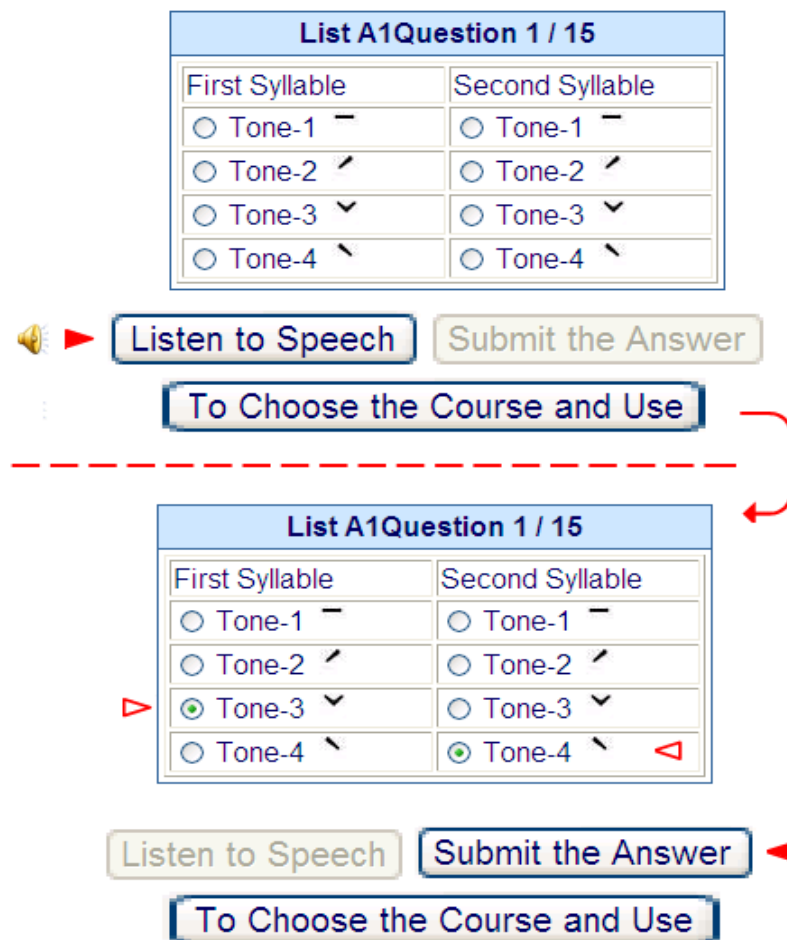 List A1Question 1 / 15
First Syllable Second Syllable
Tone-1 Tone-1
Tone-2 Tone-2
Tone-3 Tone-3
Tone-4 Tone-4
Listen to Speech Submit the Answer
To Choose the Course and Use
List A1Question 1 / 15
First Syllable Second Syllable
Tone-1 Tone-1
Tone-2 Tone-2
Tone-3 Tone-3
Tone-4 Tone-4
Listen to Speech Submit the Answer
To Choose the Course and Use